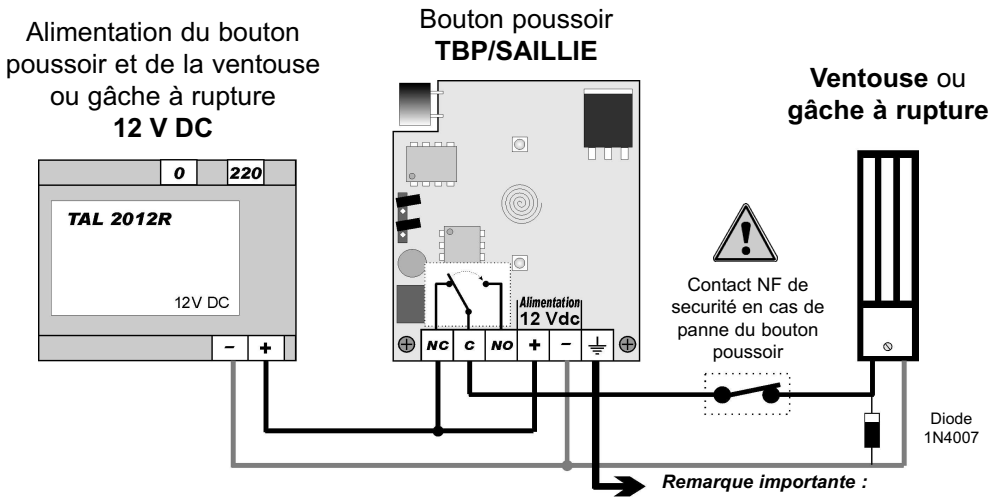 Alimentation du bouton
poussoir et de la ventouse
ou gâche à rupture
12 V DC
Bouton poussoir
TBP/SAILLIE
Ventouse ou
gâche à rupture
0
220
TAL 2012R
12V DC
-
+
Alimentation
12 Vdc
NC
C
NO
+
-
Contact NF de
securité en cas de
panne du bouton
poussoir
Diode
1N4007
Remarque importante :